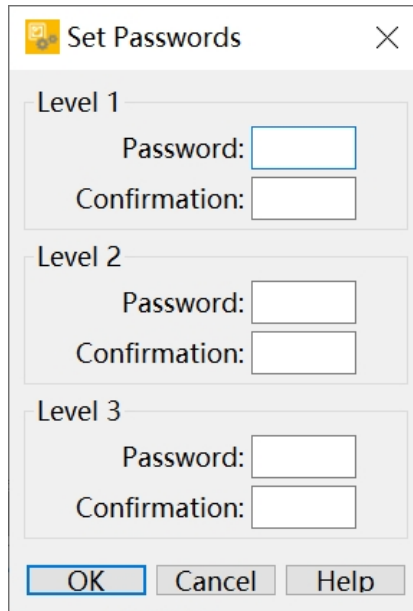 Set Passwords
Level 1
Password:
Confirmation:
Level 2
Password:
Confirmation:
Level 3
Password:
Confirmation:
OK Cancel Help